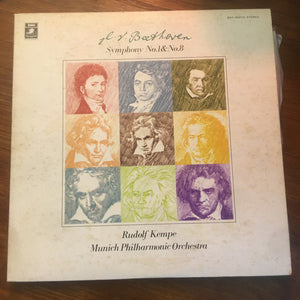 L v Beethoven
Symphony No.1 & No.8
Rudolf Kempe
Munich Philharmonic Orchestra